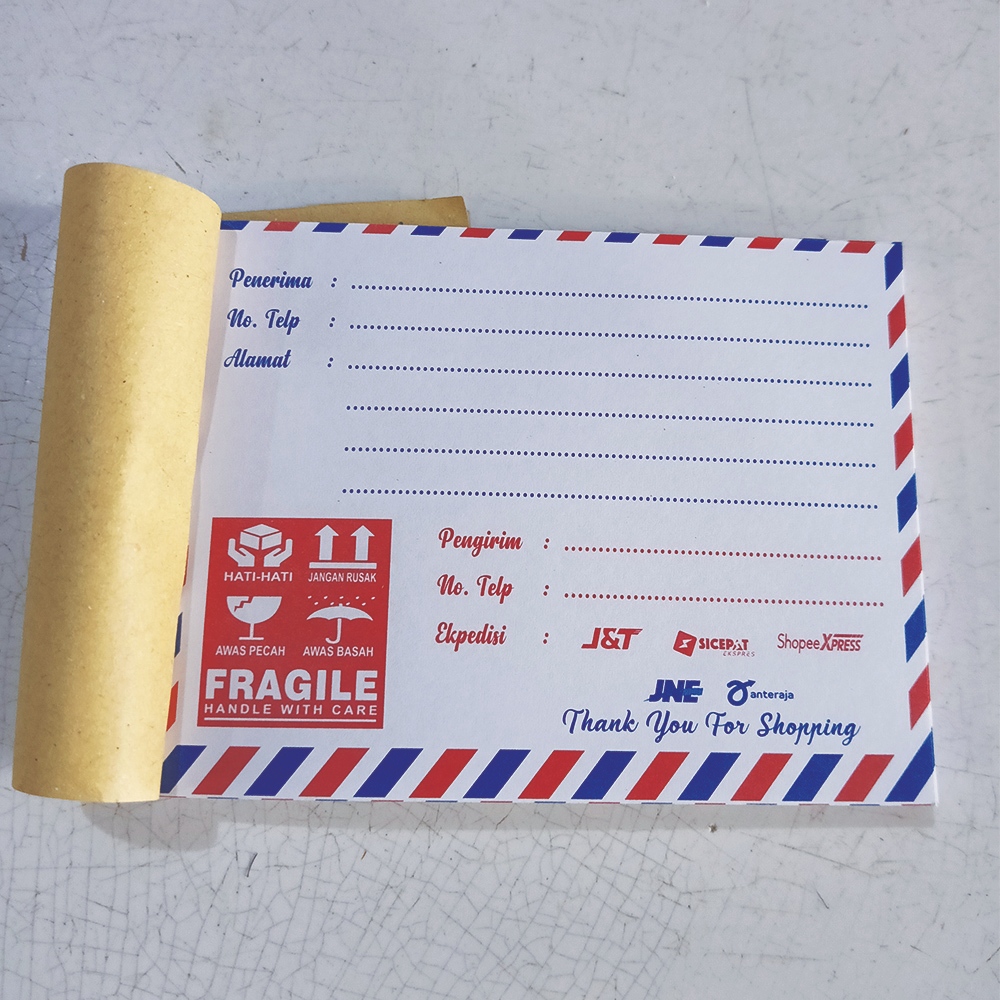 Penerima :
No. Telp :
Alamat :
HATI-HATI JANGAN RUSAK
AWAS PECAH AWAS BASAH
FRAGILE
HANDLE WITH CARE
Pengirim :
No. Telp :
Ekpedisi : J&T SICEPAT EKSPRES Shopee XPRESS
JNE anteraja
Thank You For Shopping